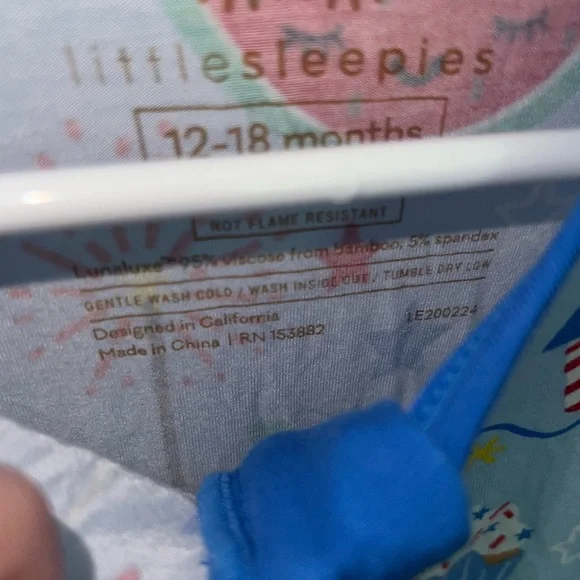 littlesleepies
12-18 months
NOT FLAME RESISTANT
Lunaluxe™ 95% viscose from bamboo, 5% spandex
GENTLE WASH COLD / WASH INSIDE OUT / TUMBLE DRY LOW
Designed in California
Made in China | RN 153882 LE200224